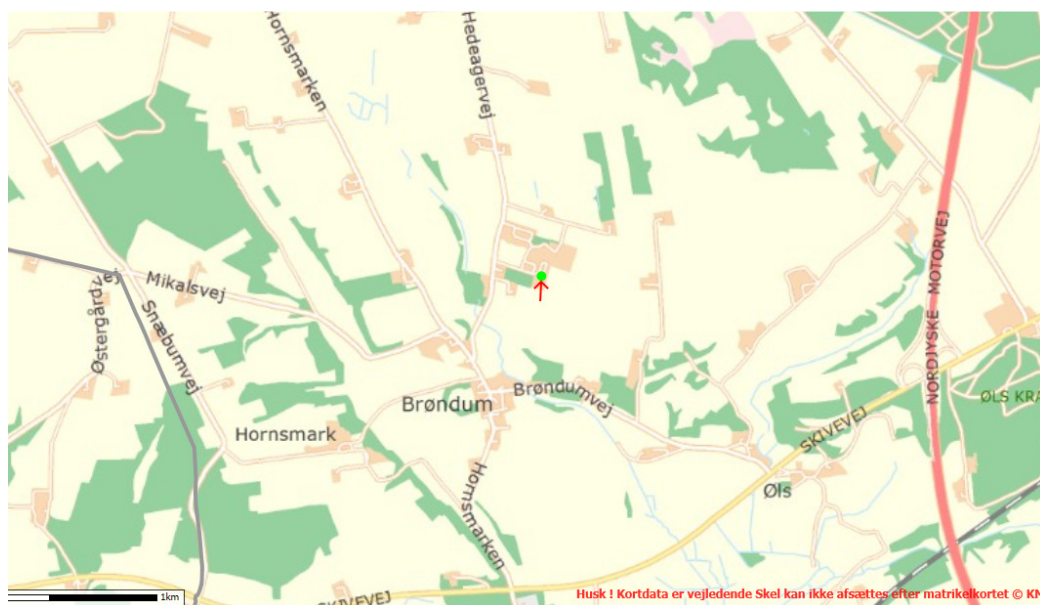 Hornsmarken
Hedeagervej
NORDJYSKE MOTORVEJ
Mikalsvej
Østergårdvej
Snæbumvej
Brøndumvej
Brøndum
ØLS KRA
Hornsmark
SKIVEVEJ
Hornsmarken
Øls
1km
SKIVEVEJ
Husk ! Kortdata er vejledende Skel kan ikke afsættes efter matrikelkortet © KM